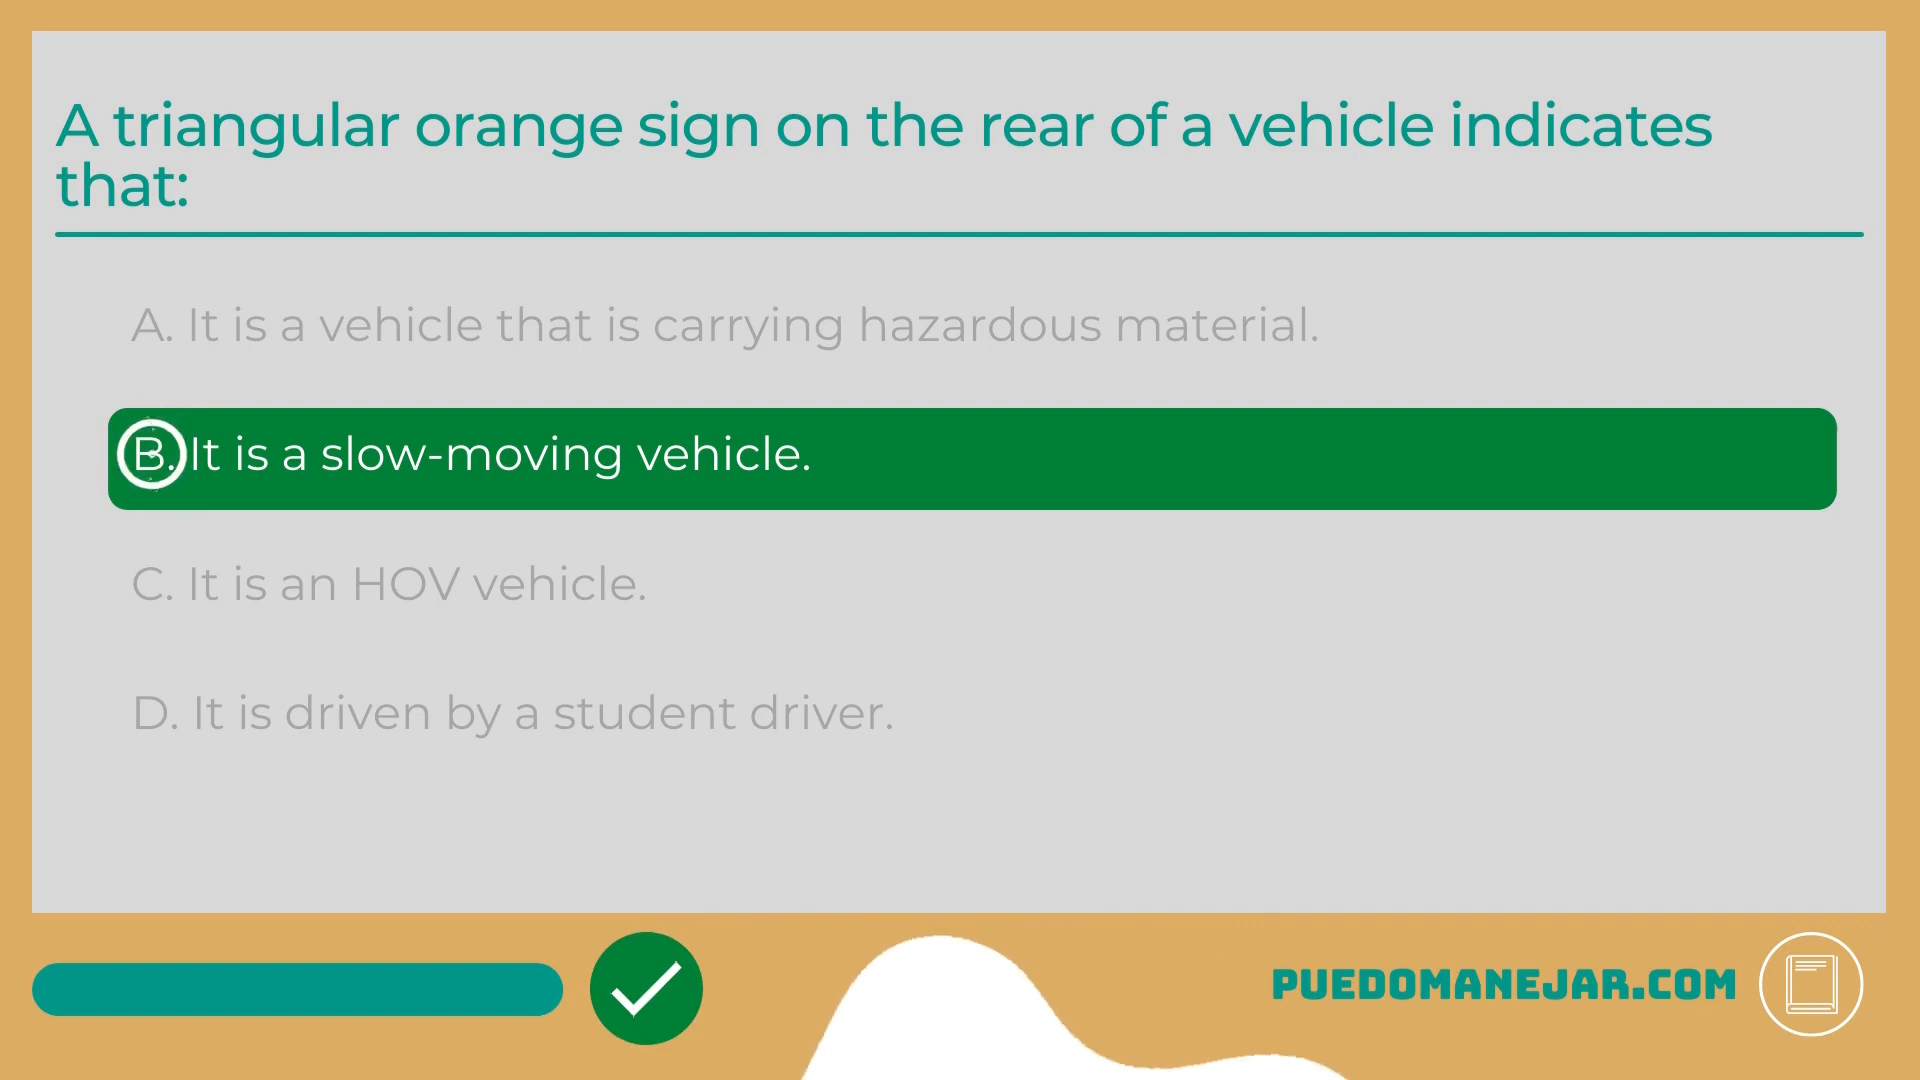 A triangular orange sign on the rear of a vehicle indicates
that:
A. It is a vehicle that is carrying hazardous material.
B. It is a slow-moving vehicle.
C. It is an HOV vehicle.
D. It is driven by a student driver.
PUEDOMANEJAR.COM